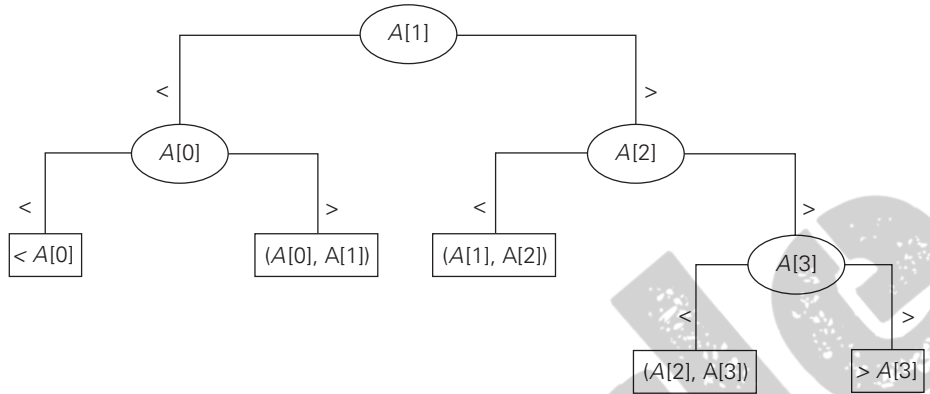 A[1]
<
>
A[0]
A[2]
<
>
<
>
< A[0]
(A[0], A[1])
(A[1], A[2])
A[3]
<
>
(A[2], A[3])
> A[3]